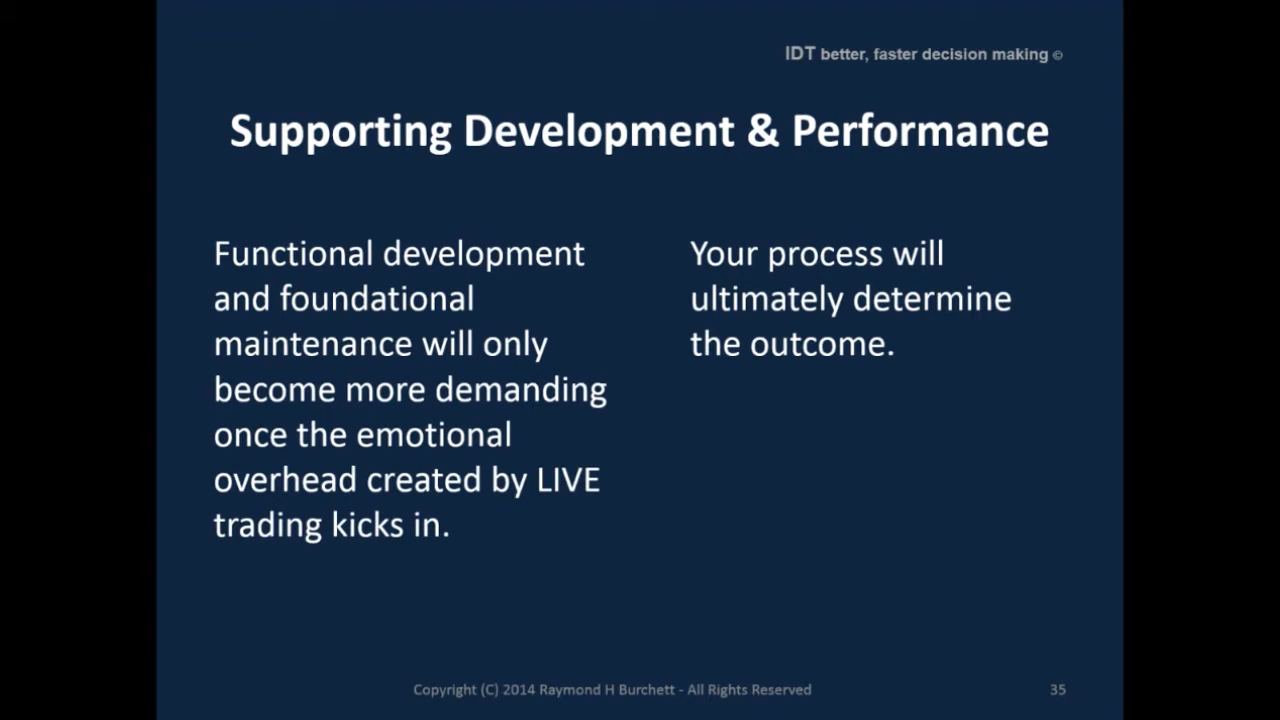 IDT better, faster decision making ©
Supporting Development & Performance
Functional development
and foundational
maintenance will only
become more demanding
once the emotional
overhead created by LIVE
trading kicks in.
Your process will
ultimately determine
the outcome.
Copyright (C) 2014 Raymond H Burchett - All Rights Reserved
35